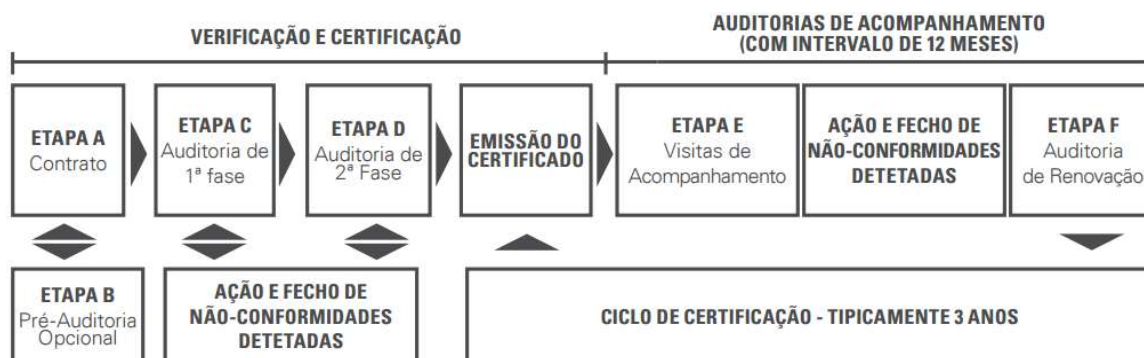 VERIFICAÇÃO E CERTIFICAÇÃO
AUDITORIAS DE ACOMPANHAMENTO
(COM INTERVALO DE 12 MESES)
ETAPA A
Contrato
ETAPA C
Auditoria de
1ª fase
ETAPA D
Auditoria de
2ª Fase
EMISSÃO DO
CERTIFICADO
ETAPA E
Visitas de
Acompanhamento
AÇÃO E FECHO DE
NÃO-CONFORMIDADES
DETETADAS
ETAPA F
Auditoria
de Renovação
ETAPA B
Pré-Auditoria
Opcional
AÇÃO E FECHO DE
NÃO-CONFORMIDADES
DETETADAS
CICLO DE CERTIFICAÇÃO - TIPICAMENTE 3 ANOS